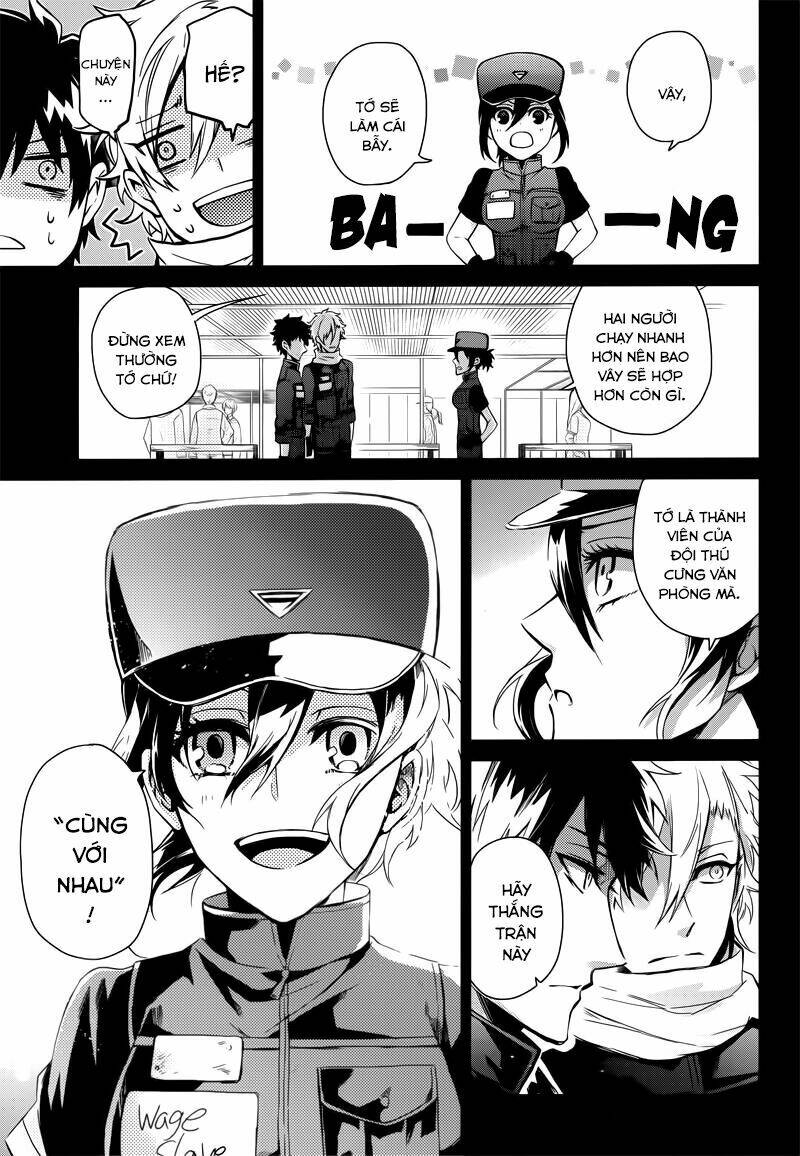 VẬY,
TỚ SẼ
LÀM CÁI
BẪY.
BA— —NG
HẾ?
CHUYỆN
NÀY
...
HAI NGƯỜI
CHẠY NHANH
HƠN NÊN BAO
VÂY SẼ HỢP
HƠN CÒN GÌ.
ĐỪNG XEM
THƯỜNG
TỚ CHỨ!
TỚ LÀ THÀNH
VIÊN CỦA
ĐỘI THÚ
CƯNG VĂN
PHÒNG MÀ.
HÃY
THẮNG
TRẬN
NÀY
"CÙNG
VỚI
NHAU"
!
Wage
Slave